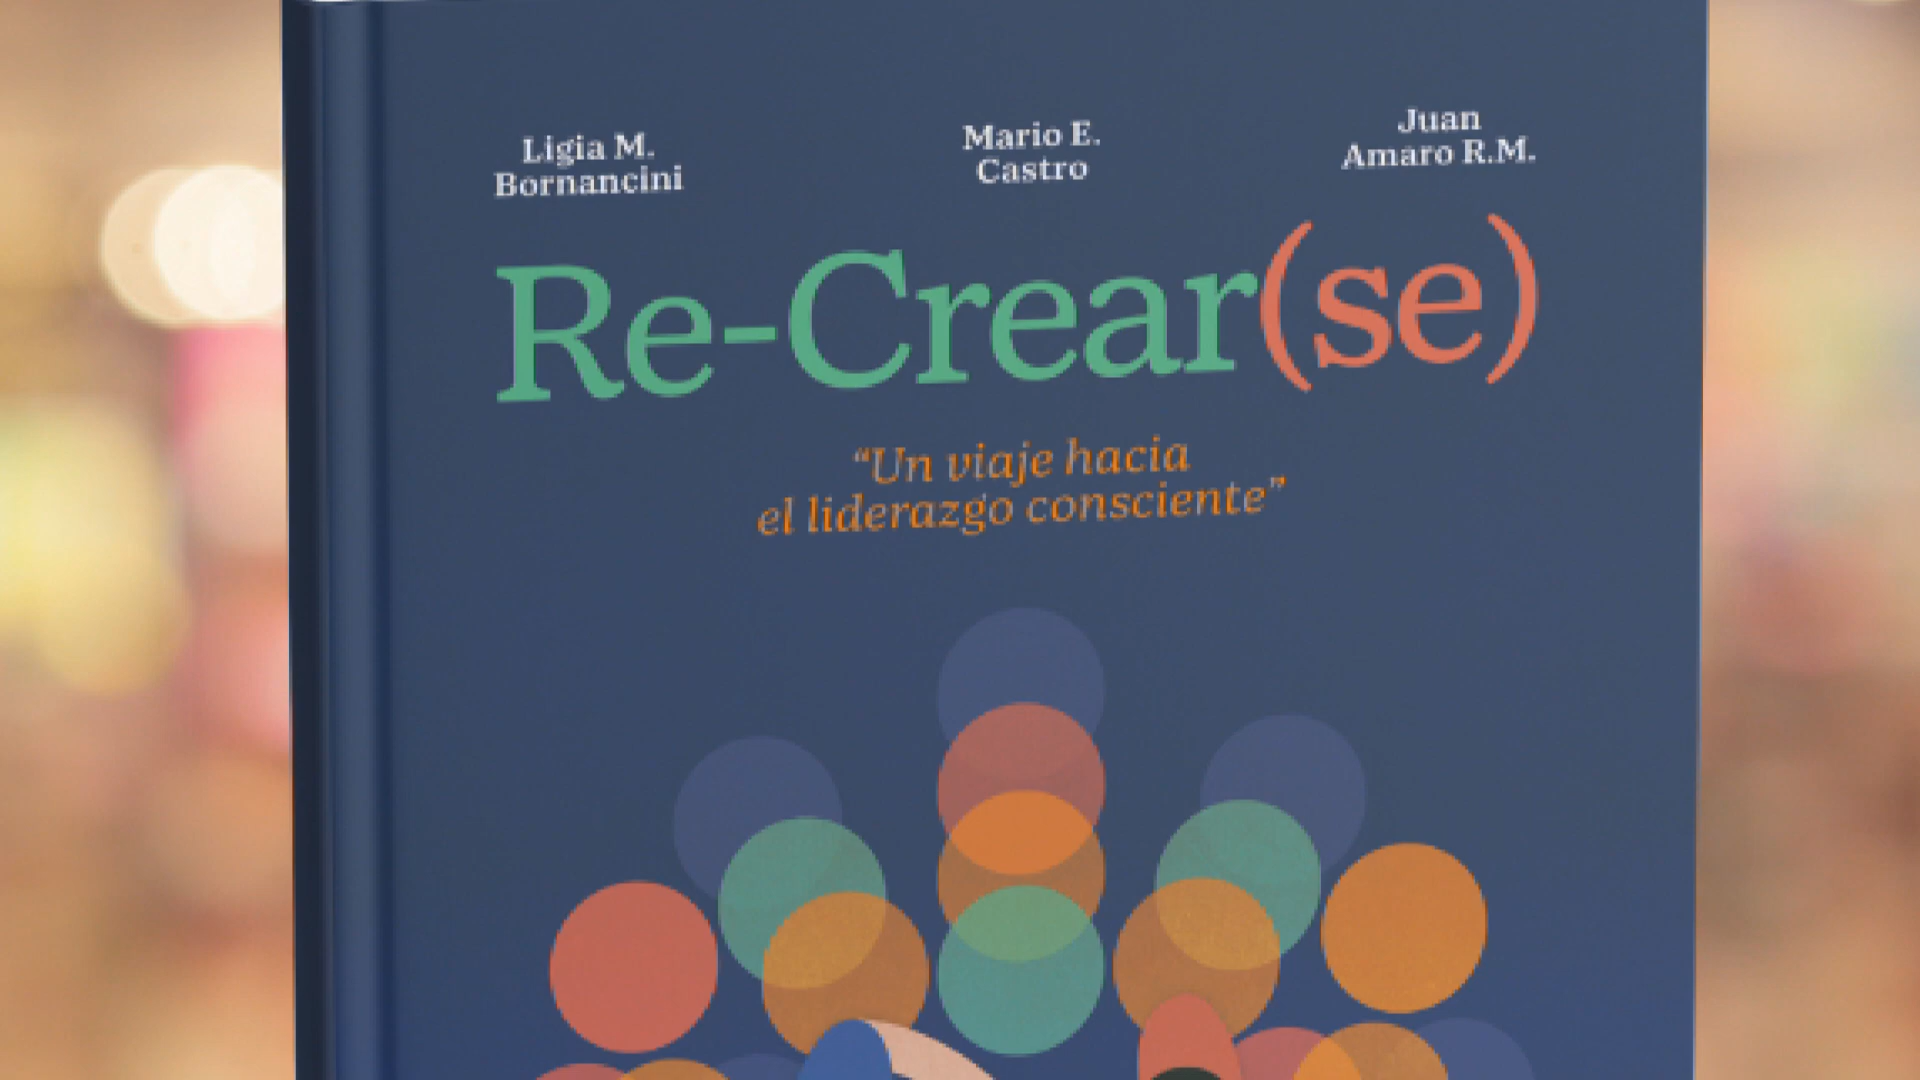 Ligia M.
Bornancini
Mario E.
Castro
Juan
Amaro R.M.
Re-Crear(se)
“Un viaje hacia
el liderazgo consciente”